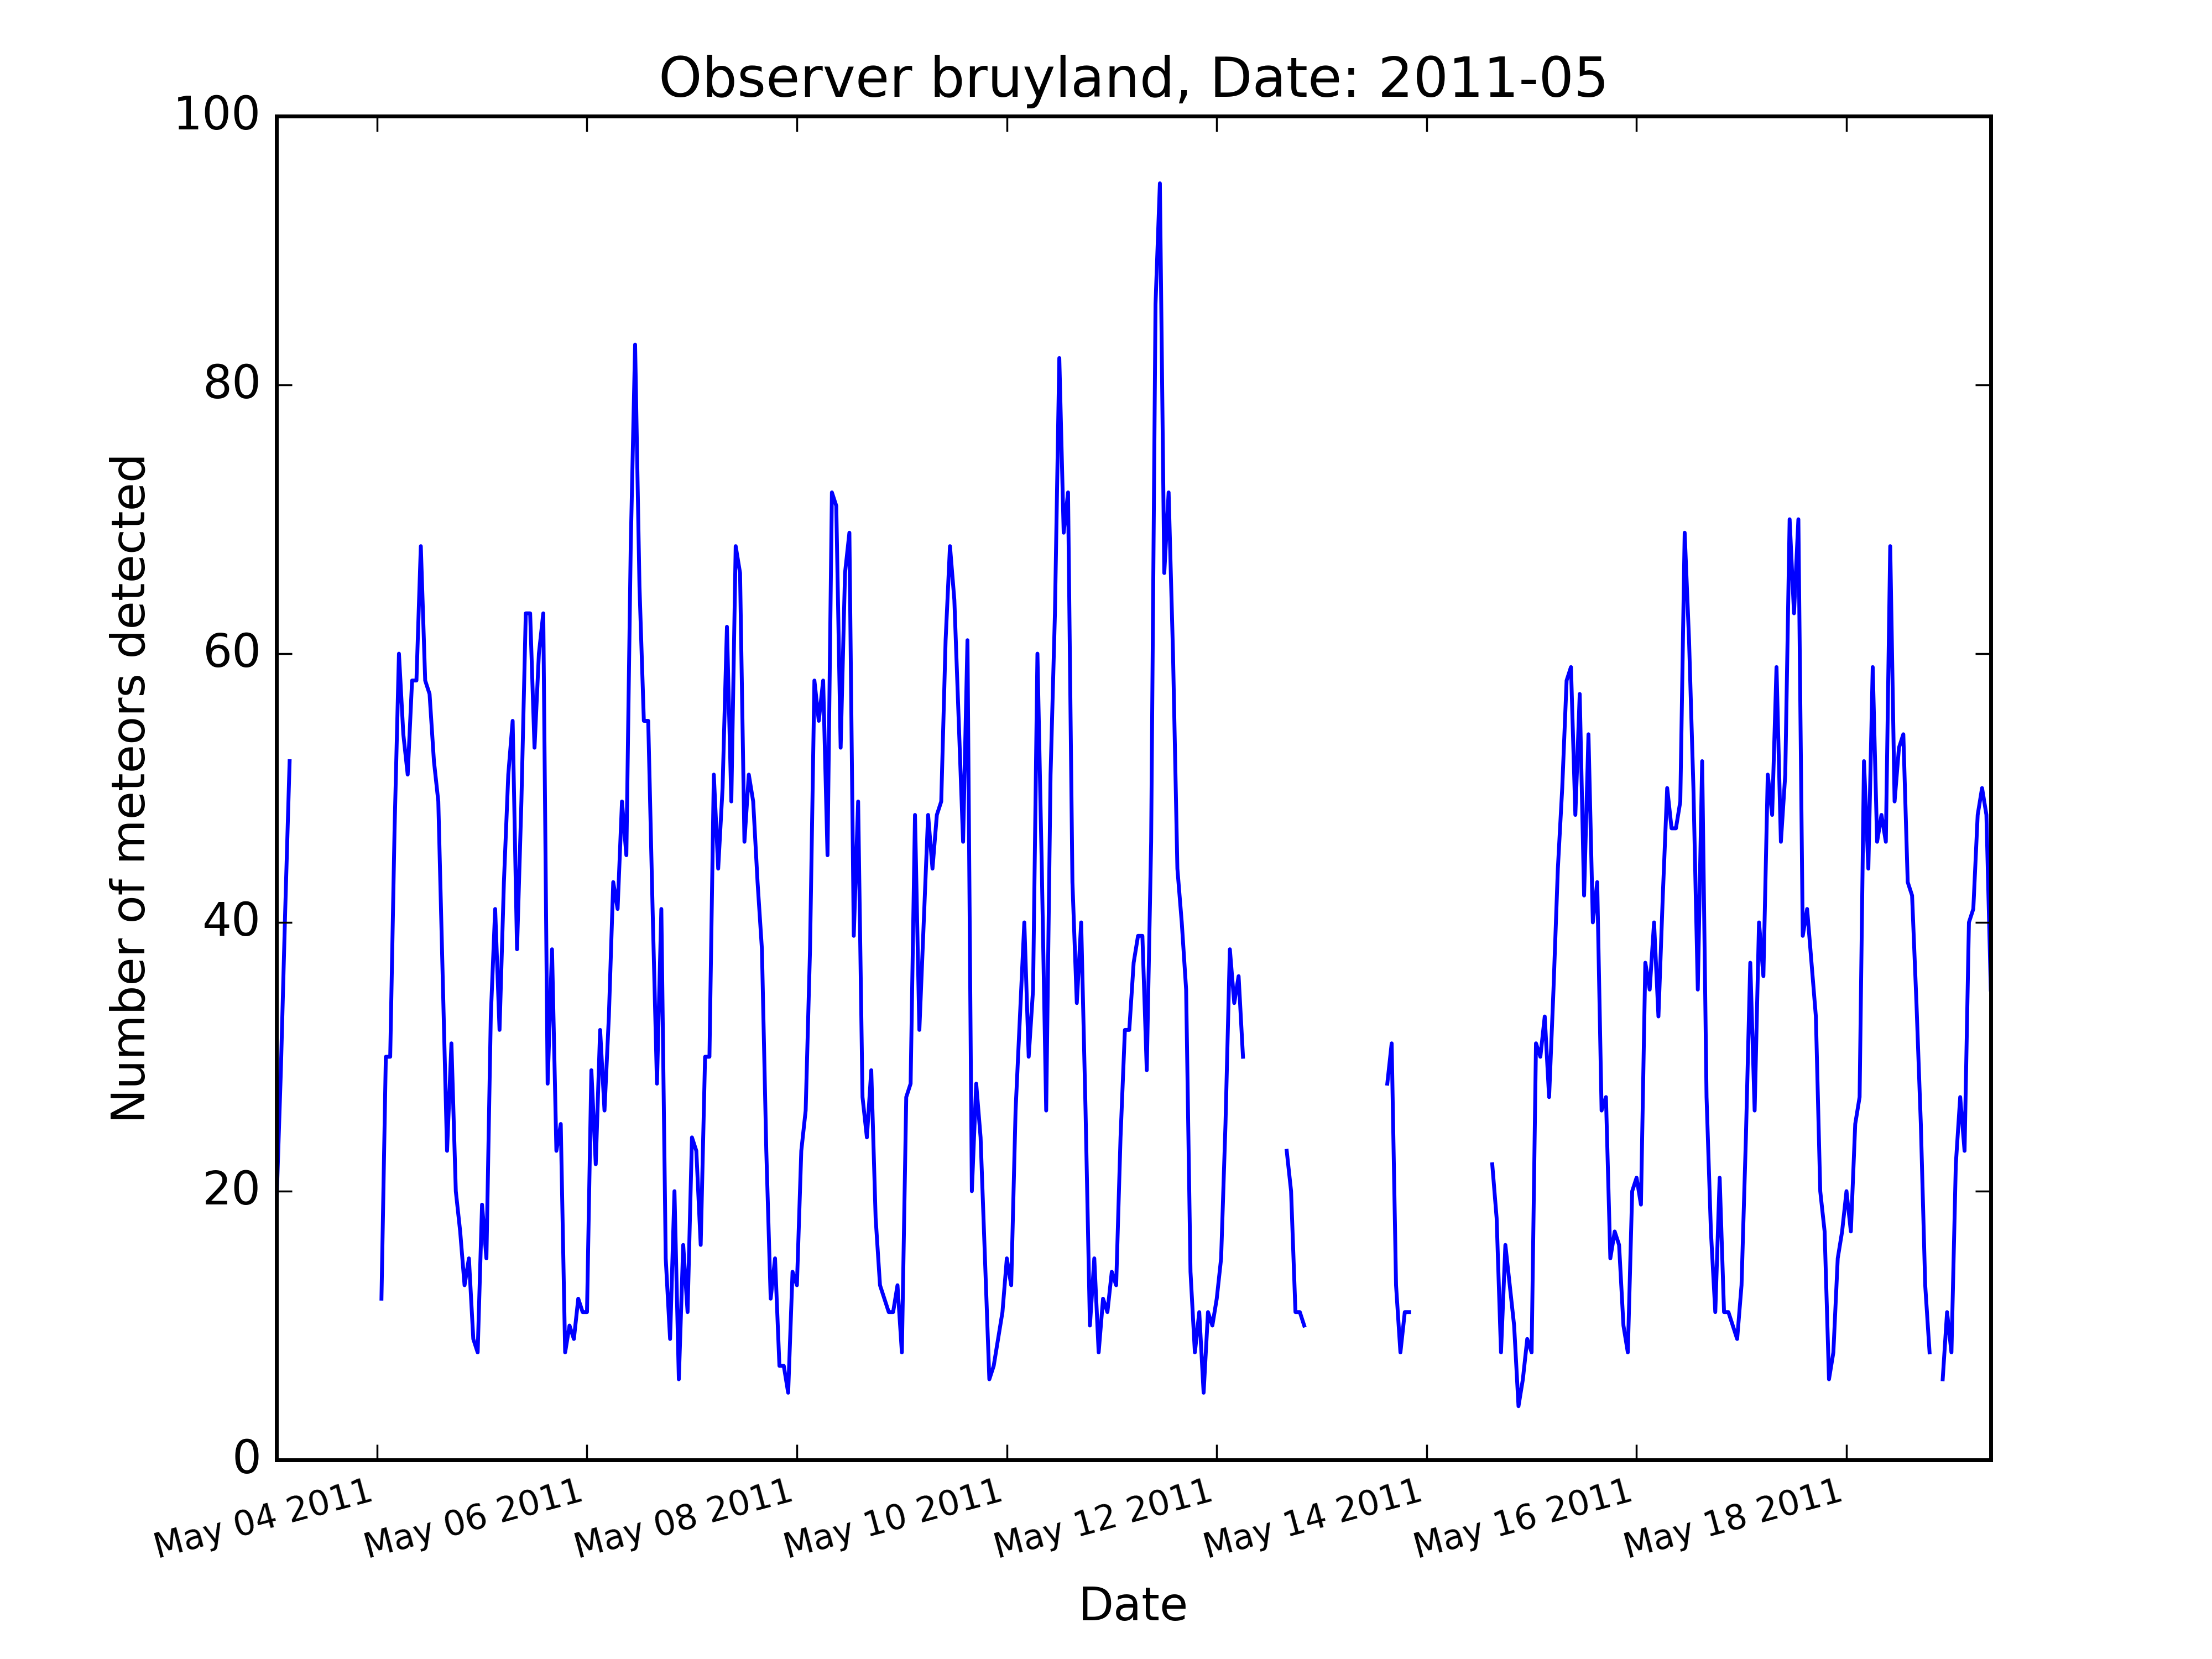 Observer bruyland, Date: 2011-05
100
80
60
40
20
0
Number of meteors detected
May 04 2011
May 06 2011
May 08 2011
May 10 2011
May 12 2011
May 14 2011
May 16 2011
May 18 2011
Date